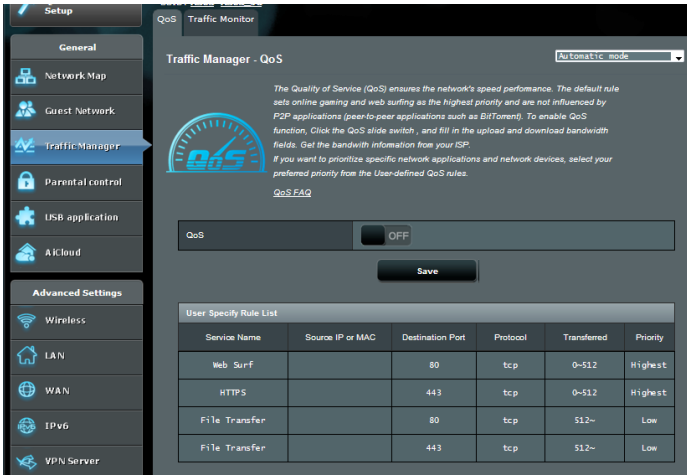 Setup
QoS
Traffic Monitor
General
Network Map
Guest Network
Traffic Manager
Parental control
USB application
AiCloud
Advanced Settings
Wireless
LAN
WAN
IPv6
VPN Server
Traffic Manager - QoS
Automatic mode
The Quality of Service (QoS) ensures the network's speed performance. The default rule
sets online gaming and web surfing as the highest priority and are not influenced by
P2P applications (peer-to-peer applications such as BitTorrent). To enable QoS
function, Click the QoS slide switch , and fill in the upload and download bandwidth
fields. Get the bandwith information from your ISP.
If you want to prioritize specific network applications and network devices, select your
preferred priority from the User-defined QoS rules.
QoS FAQ
QoS
QoS
OFF
Save
User Specify Rule List
Service Name Source IP or MAC Destination Port Protocol Transferred Priority
Web Surf 80 tcp 0~512 Highest
HTTPS 443 tcp 0~512 Highest
File Transfer 80 tcp 512~ Low
File Transfer 443 tcp 512~ Low